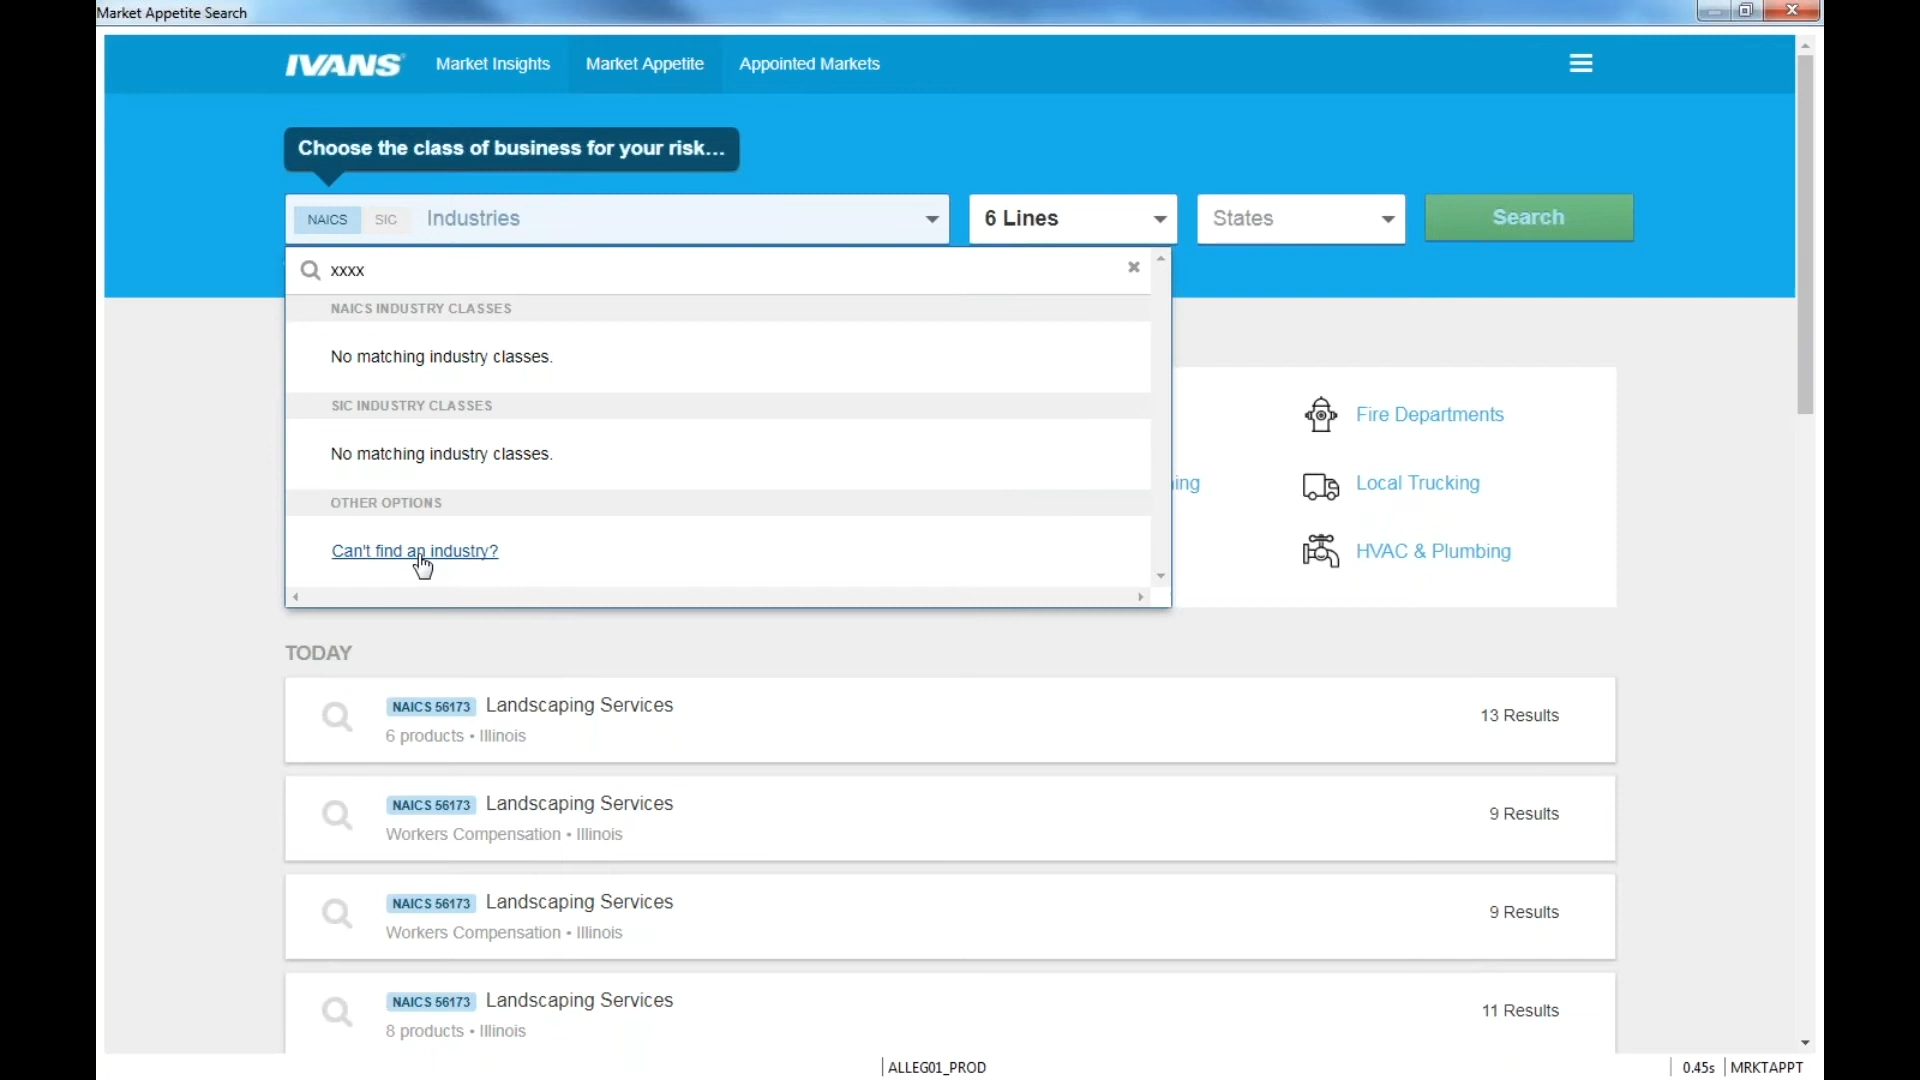 Market Appetite Search
IVANS Market Insights Market Appetite Appointed Markets
Choose the class of business for your risk...
NAICS SIC Industries 6 Lines States Search
xxxx
NAICS INDUSTRY CLASSES
No matching industry classes.
SIC INDUSTRY CLASSES
No matching industry classes.
OTHER OPTIONS
Can't find an industry?
Fire Departments
ing Local Trucking
HVAC & Plumbing
TODAY
NAICS 56173 Landscaping Services
6 products • Illinois
13 Results
NAICS 56173 Landscaping Services
Workers Compensation • Illinois
9 Results
NAICS 56173 Landscaping Services
Workers Compensation • Illinois
9 Results
NAICS 56173 Landscaping Services
8 products • Illinois
11 Results
ALLEG01_PROD 0.45s MRKTAPPT